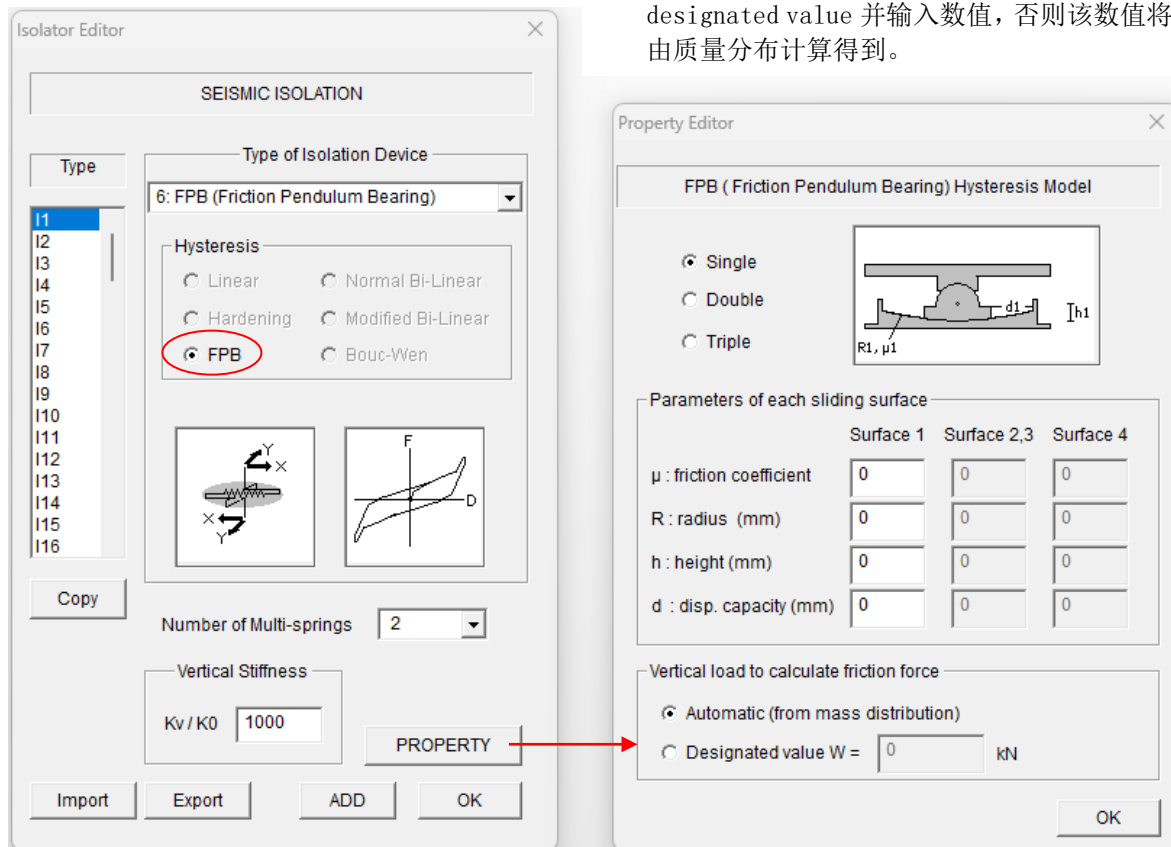 designated value 并输入数值，否则该数值将
由质量分布计算得到。
Isolator Editor
SEISMIC ISOLATION
Type
I1
I2
I3
I4
I5
I6
I7
I8
I9
I10
I11
I12
I13
I14
I15
I16
Copy
Type of Isolation Device
6: FPB (Friction Pendulum Bearing)
Hysteresis
Linear
Normal Bi-Linear
Hardening
Modified Bi-Linear
FPB
Bouc-Wen
Y
X
X
Y
F
D
Number of Multi-springs 2
Vertical Stiffness
Kv / K0 1000
PROPERTY
Import Export ADD OK
Property Editor
FPB ( Friction Pendulum Bearing) Hysteresis Model
Single
Double
Triple
d1
h1
R1, μ1
Parameters of each sliding surface
Surface 1 Surface 2,3 Surface 4
μ : friction coefficient 0 0 0
R : radius (mm) 0 0 0
h : height (mm) 0 0 0
d : disp. capacity (mm) 0 0 0
Vertical load to calculate friction force
Automatic (from mass distribution)
Designated value W = 0 kN
OK